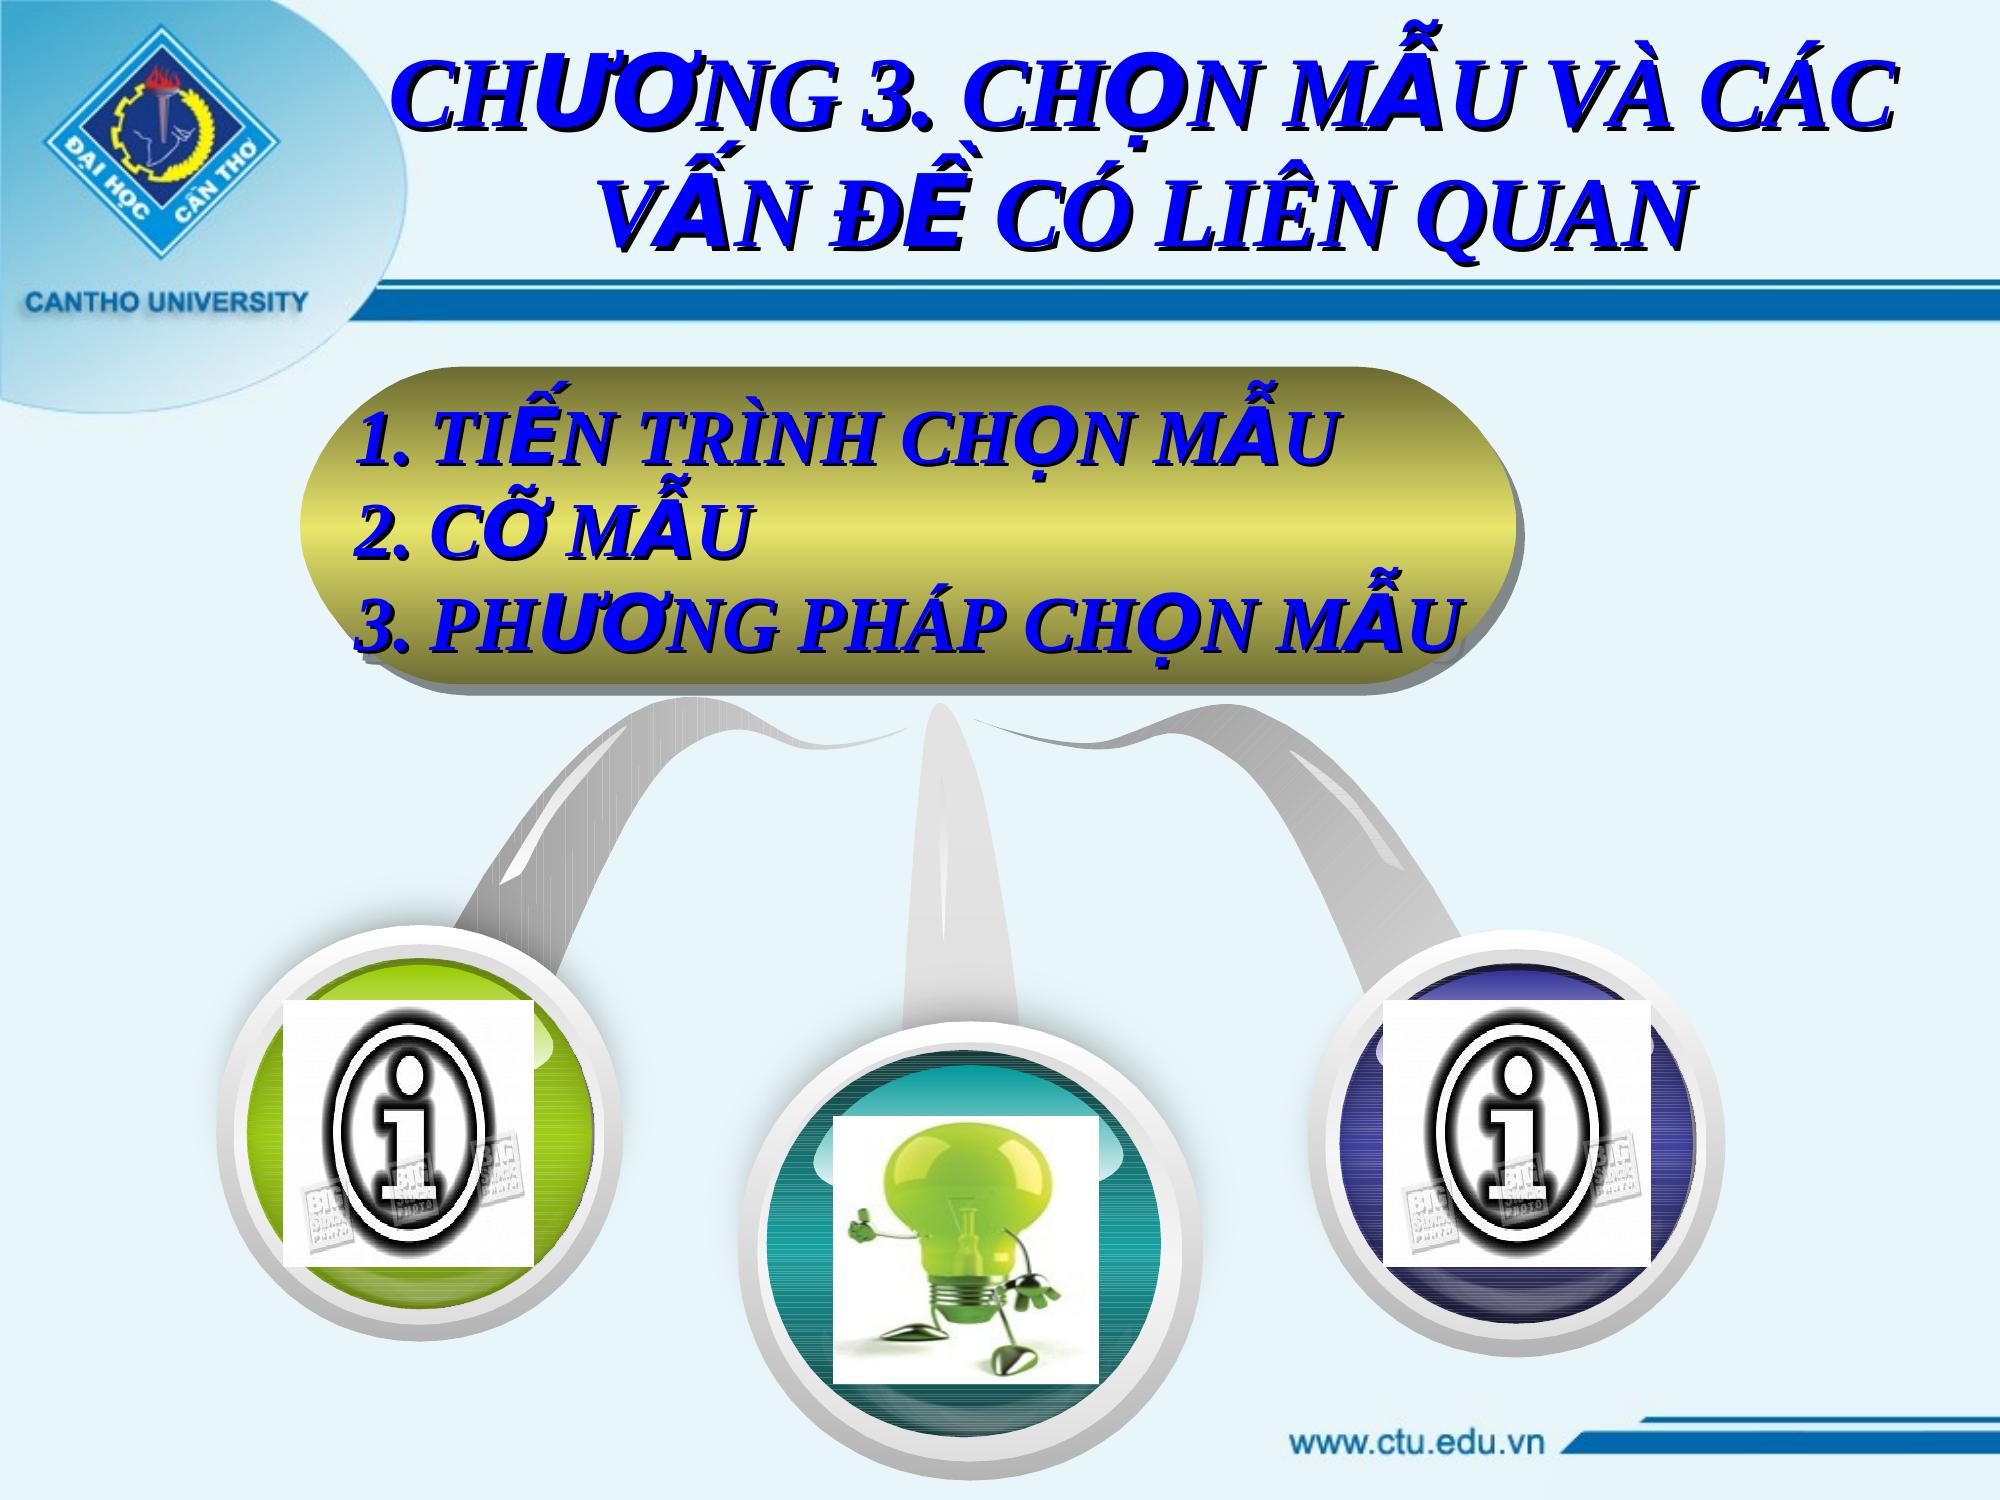 CHƯƠNG 3. CHỌN MẪU VÀ CÁC
VẤN ĐỀ CÓ LIÊN QUAN
ĐẠI HỌC CẦN THƠ
CANTHO UNIVERSITY
1. TIẾN TRÌNH CHỌN MẪU
2. CỠ MẪU
3. PHƯƠNG PHÁP CHỌN MẪU
i
i
www.ctu.edu.vn